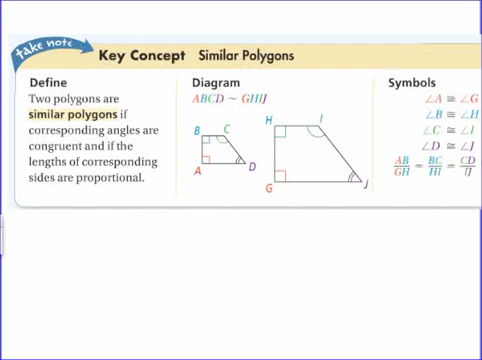 take note
Key Concept Similar Polygons
Define
Two polygons are
similar polygons if
corresponding angles are
congruent and if the
lengths of corresponding
sides are proportional.
Diagram
ABCD ~ GHIJ
B
C
A
D
H
I
G
J
Symbols
∠A ≅ ∠G
∠B ≅ ∠H
∠C ≅ ∠I
∠D ≅ ∠J
AB/GH = BC/HI = CD/IJ